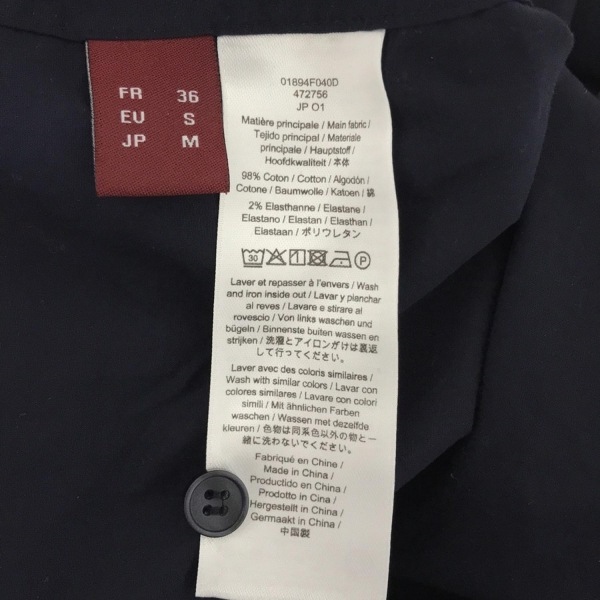 FR 36
EU S
JP M
01894F040D
472756
JP O1
Matière principale / Main fabric /
Tejido principal / Materiale
principale / Hauptstoff /
Hoofdkwaliteit / 本体
98% Coton / Cotton / Algodón /
Cotone / Baumwolle / Katoen / 綿
2% Elasthanne / Elastane /
Elastano / Elastan / Elasthan /
Elastaan / ポリウレタン
30 P
Laver et repasser à l'envers / Wash
and iron inside out / Lavar y planchar
al reves / Lavare e stirare al
rovescio / Von links waschen und
bügeln / Binnenste buiten wassen en
strijken / 洗濯とアイロンがけは裏返
して行ってください。
Laver avec des coloris similaires /
Wash with similar colors / Lavar con
colores similares / Lavare con colori
simili / Mit ähnlichen Farben
waschen / Wassen met dezelfde
kleuren / 色物は同系色以外の物と一
緒に洗わないでください。
Fabriqué en Chine /
Made in China /
Productido en China /
Prodotto in Cina /
Hergestellt in China /
Germaakt in China /
中国製